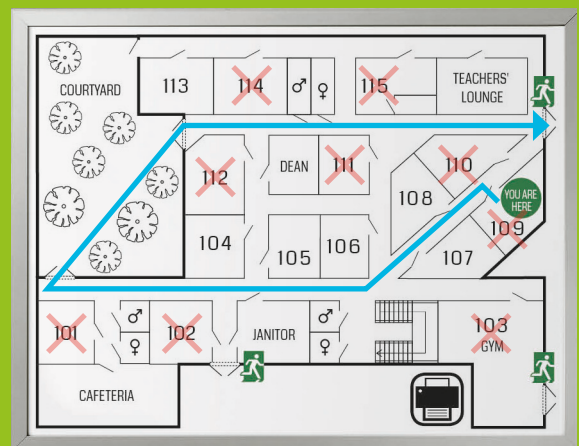 COURTYARD
113
114
115
TEACHERS'
LOUNGE
112
DEAN
111
110
108
YOU ARE
HERE
109
104
105
106
107
101
102
JANITOR
103
GYM
CAFETERIA